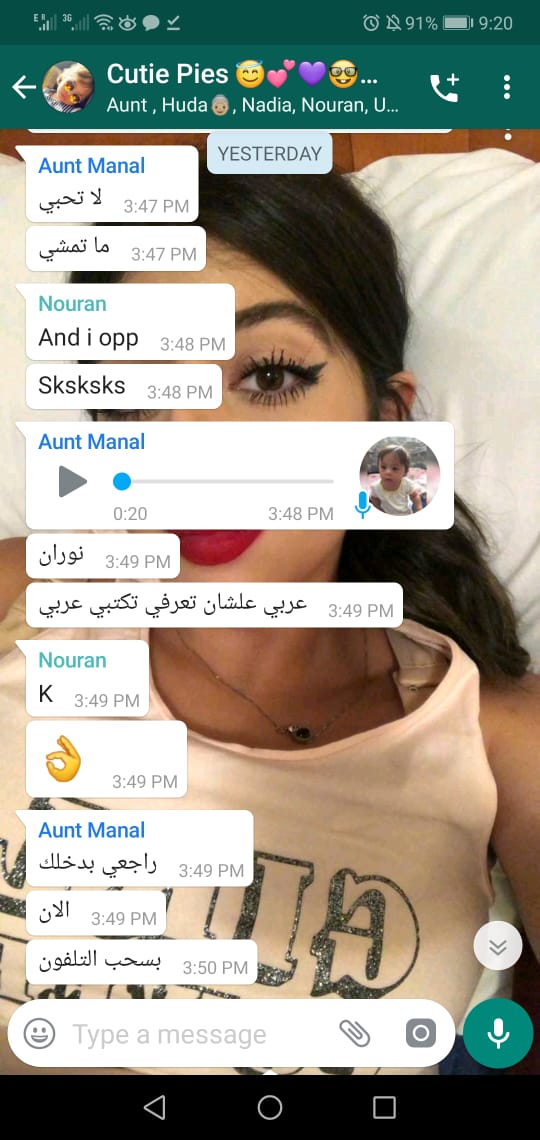 91% 9:20
Cutie Pies 😇💕💜🤓...
Aunt , Huda👵🏼, Nadia, Nouran, U...
YESTERDAY
Aunt Manal
لا تحبي 3:47 PM
ما تمشي 3:47 PM
Nouran
And i opp 3:48 PM
Sksksks 3:48 PM
Aunt Manal
0:20 3:48 PM
نوران 3:49 PM
عربي علشان تعرفي تكتبي عربي 3:49 PM
Nouran
K 3:49 PM
👌 3:49 PM
Aunt Manal
راجعي بدخلك 3:49 PM
الان 3:49 PM
بسحب التلفون 3:50 PM
Type a message